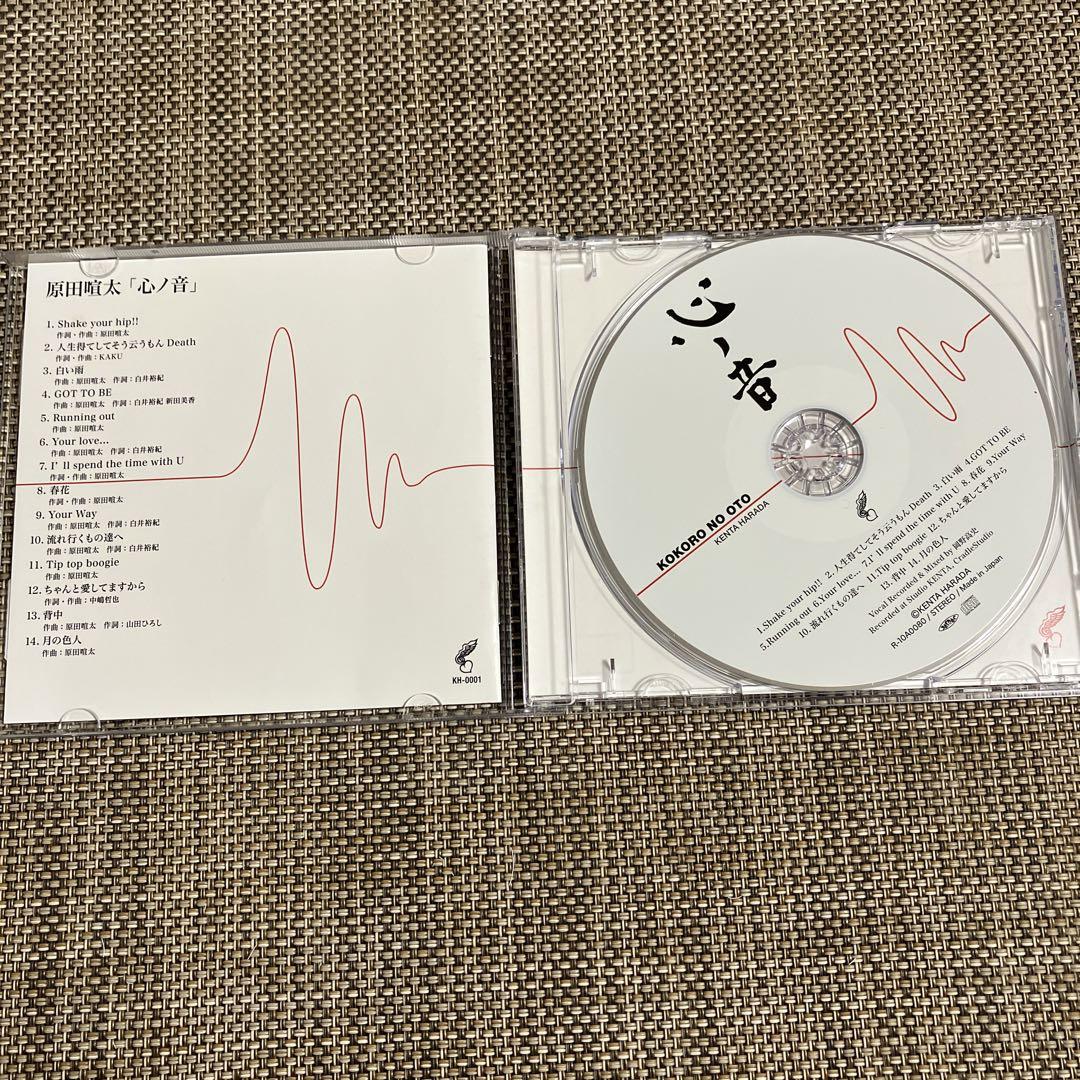 原田喧太「心ノ音」
1. Shake your hip!!
作詞・作曲：原田喧太
2. 人生得てしてそう云うもん Death
作詞・作曲：KAKU
3. 白い雨
作曲：原田喧太　作詞：白井裕紀
4. GOT TO BE
作曲：原田喧太　作詞：白井裕紀 新田美香
5. Running out
作曲：原田喧太
6. Your love...
作曲：原田喧太　作詞：白井裕紀
7. I' ll spend the time with U
作詞・作曲：原田喧太
8. 春花
作詞・作曲：原田喧太
9. Your Way
作曲：原田喧太　作詞：白井裕紀
10. 流れ行くもの達へ
作曲：原田喧太　作詞：白井裕紀
11. Tip top boogie
作曲：原田喧太
12. ちゃんと愛してますから
作詞・作曲：中嶋哲也
13. 背中
作曲：原田喧太　作詞：山田ひろし
14. 月の色人
作曲：原田喧太
KH-0001
心ノ音
KOKORO NO OTO
KENTA HARADA
1.Shake your hip!! 2.人生得てしてそう云うもん Death 3.白い雨 4.GOT TO BE
5.Running out 6.Your love... 7.I' ll spend the time with U 8.春花 9.Your Way
10.流れ行くもの達へ 11.Tip top boogie 12.ちゃんと愛してますから
13.背中 14.月の色人
Vocal Recorded & Mixed by 岡野高史
Recorded at Studio KENTA, CradleStudio
©KENTA HARADA
R-10A0080 / STEREO / Made in Japan